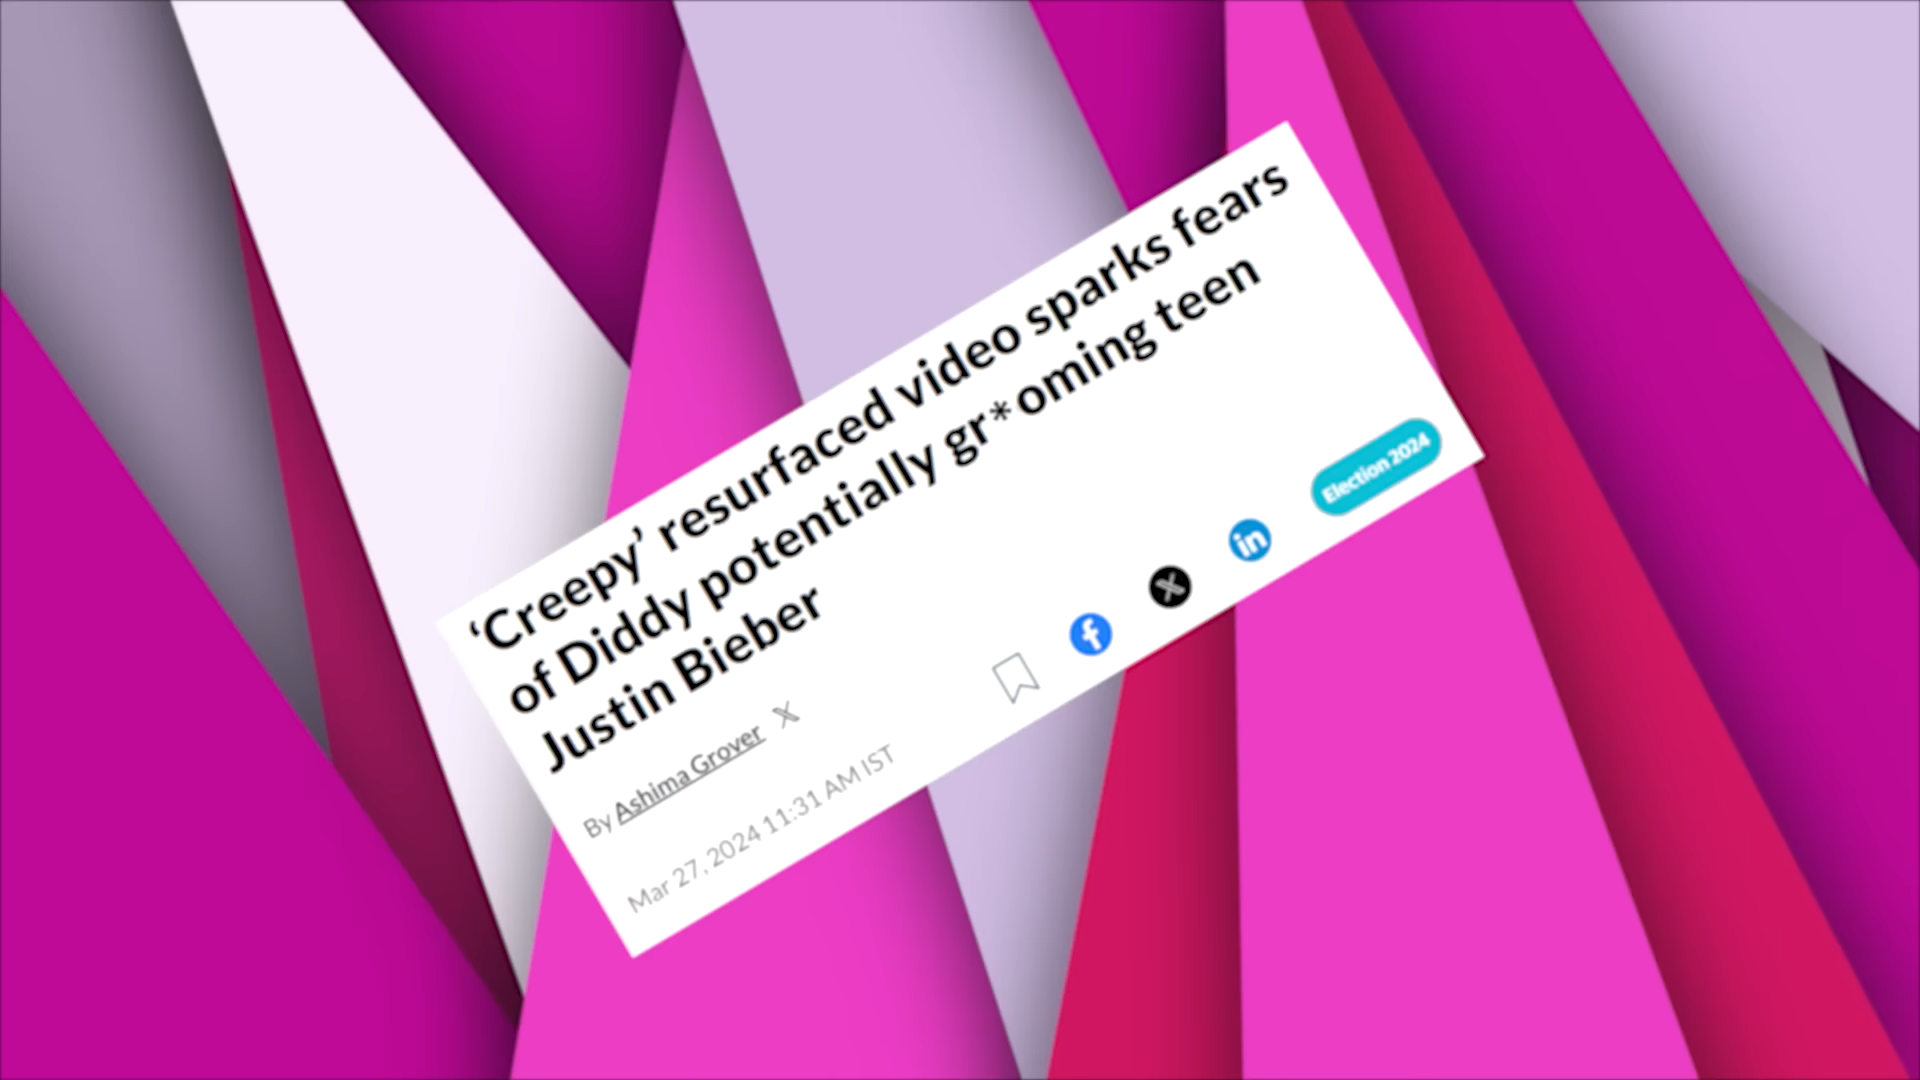 ‘Creepy’ resurfaced video sparks fears
of Diddy potentially gr*oming teen
Justin Bieber
By Ashima Grover
Mar 27, 2024 11:31 AM IST
Election 2024